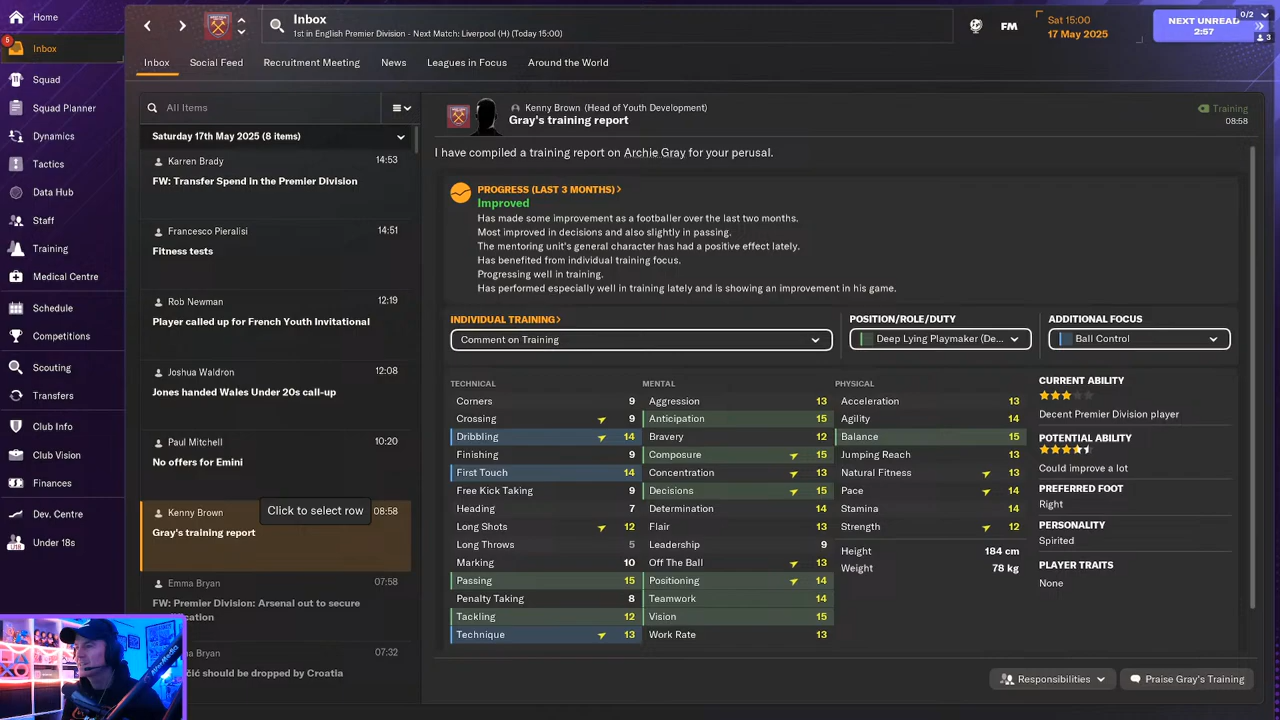 Home
Inbox
1st in English Premier Division - Next Match: Liverpool (H) (Today 15:00)
FM
Sat 15:00
17 May 2025
NEXT UNREAD
2:57
0/2
3
5
Inbox
Inbox
Social Feed
Recruitment Meeting
News
Leagues in Focus
Around the World
Squad
Squad Planner
Dynamics
Tactics
Data Hub
Staff
Training
Medical Centre
Schedule
Competitions
Scouting
Transfers
Club Info
Club Vision
Finances
Dev. Centre
Under 18s
All Items
Saturday 17th May 2025 (8 items)
Karren Brady 14:53
FW: Transfer Spend in the Premier Division
Francesco Pieralisi 14:51
Fitness tests
Rob Newman 12:19
Player called up for French Youth Invitational
Joshua Waldron 12:08
Jones handed Wales Under 20s call-up
Paul Mitchell 10:20
No offers for Emini
Kenny Brown 08:58
Gray's training report
Click to select row
Emma Bryan 07:58
FW: Premier Division: Arsenal out to secure
Bryan 07:32
should be dropped by Croatia
Kenny Brown (Head of Youth Development)
Gray's training report
Training
08:58
I have compiled a training report on Archie Gray for your perusal.
PROGRESS (LAST 3 MONTHS)
Improved
Has made some improvement as a footballer over the last two months.
Most improved in decisions and also slightly in passing.
The mentoring unit's general character has had a positive effect lately.
Has benefited from individual training focus.
Progressing well in training.
Has performed especially well in training lately and is showing an improvement in his game.
INDIVIDUAL TRAINING
Comment on Training
POSITION/ROLE/DUTY
Deep Lying Playmaker (De...
ADDITIONAL FOCUS
Ball Control
TECHNICAL
Corners 9
Crossing 9
Dribbling 14
Finishing 9
First Touch 14
Free Kick Taking 9
Heading 7
Long Shots 12
Long Throws 5
Marking 10
Passing 15
Penalty Taking 8
Tackling 12
Technique 13
MENTAL
Aggression 13
Anticipation 15
Bravery 12
Composure 15
Concentration 13
Decisions 15
Determination 14
Flair 13
Leadership 9
Off The Ball 13
Positioning 14
Teamwork 14
Vision 15
Work Rate 13
PHYSICAL
Acceleration 13
Agility 14
Balance 15
Jumping Reach 13
Natural Fitness 13
Pace 14
Stamina 14
Strength 12
Height 184 cm
Weight 78 kg
CURRENT ABILITY
Decent Premier Division player
POTENTIAL ABILITY
Could improve a lot
PREFERRED FOOT
Right
PERSONALITY
Spirited
PLAYER TRAITS
None
Responsibilities
Praise Gray's Training